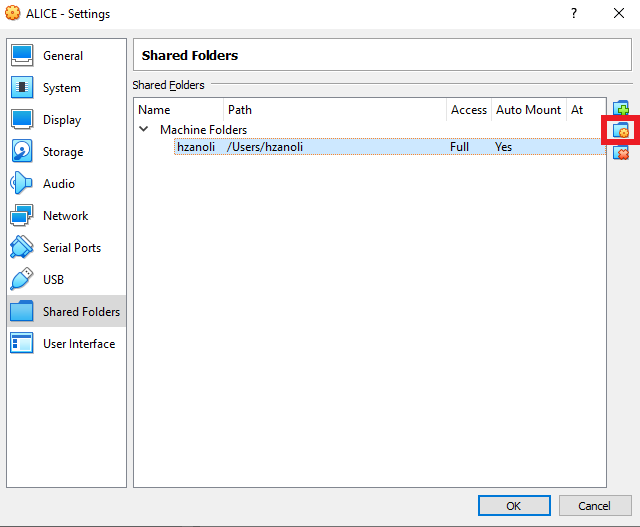 ALICE - Settings
?
General
System
Display
Storage
Audio
Network
Serial Ports
USB
Shared Folders
User Interface
Shared Folders
Shared Folders
Name Path Access Auto Mount At
Machine Folders
hzanoli /Users/hzanoli Full Yes
OK Cancel